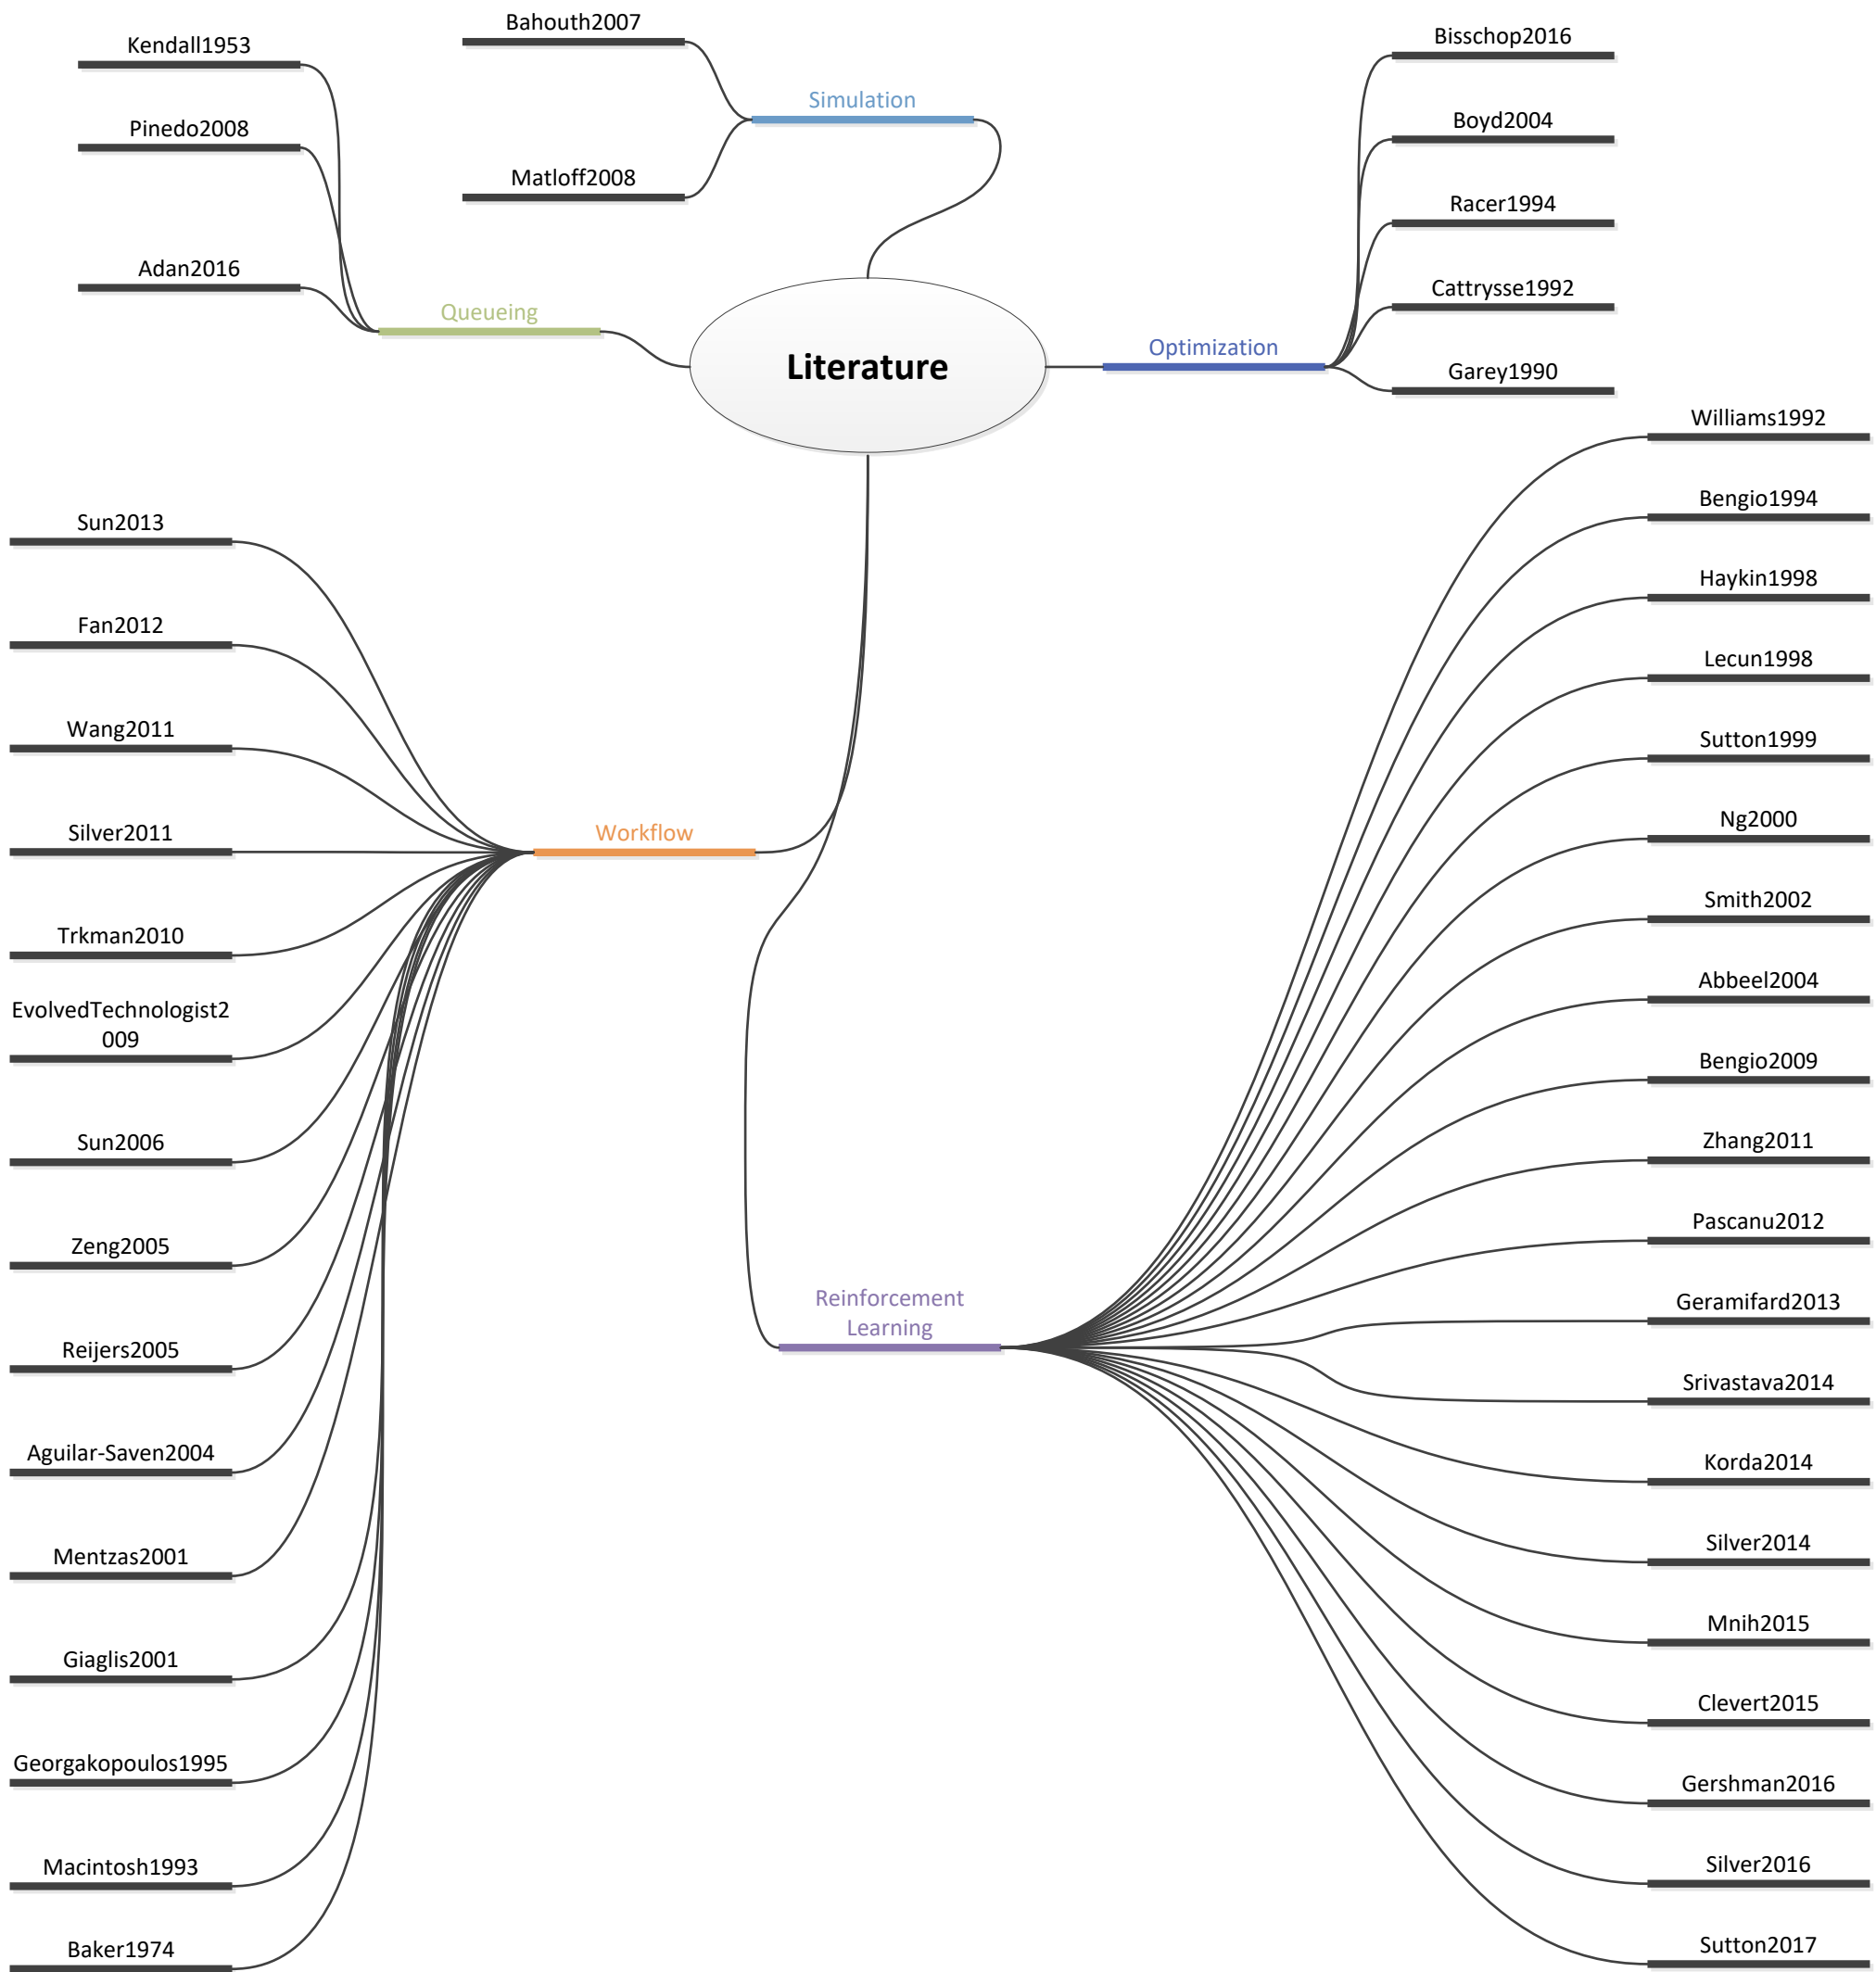 Kendall1953
Pinedo2008
Adan2016
Queueing
Bahouth2007
Matloff2008
Simulation
Literature
Optimization
Bisschop2016
Boyd2004
Racer1994
Cattrysse1992
Garey1990
Sun2013
Fan2012
Wang2011
Silver2011
Trkman2010
EvolvedTechnologist2
009
Sun2006
Zeng2005
Reijers2005
Aguilar-Saven2004
Mentzas2001
Giaglis2001
Georgakopoulos1995
Macintosh1993
Baker1974
Workflow
Reinforcement
Learning
Williams1992
Bengio1994
Haykin1998
Lecun1998
Sutton1999
Ng2000
Smith2002
Abbeel2004
Bengio2009
Zhang2011
Pascanu2012
Geramifard2013
Srivastava2014
Korda2014
Silver2014
Mnih2015
Clevert2015
Gershman2016
Silver2016
Sutton2017